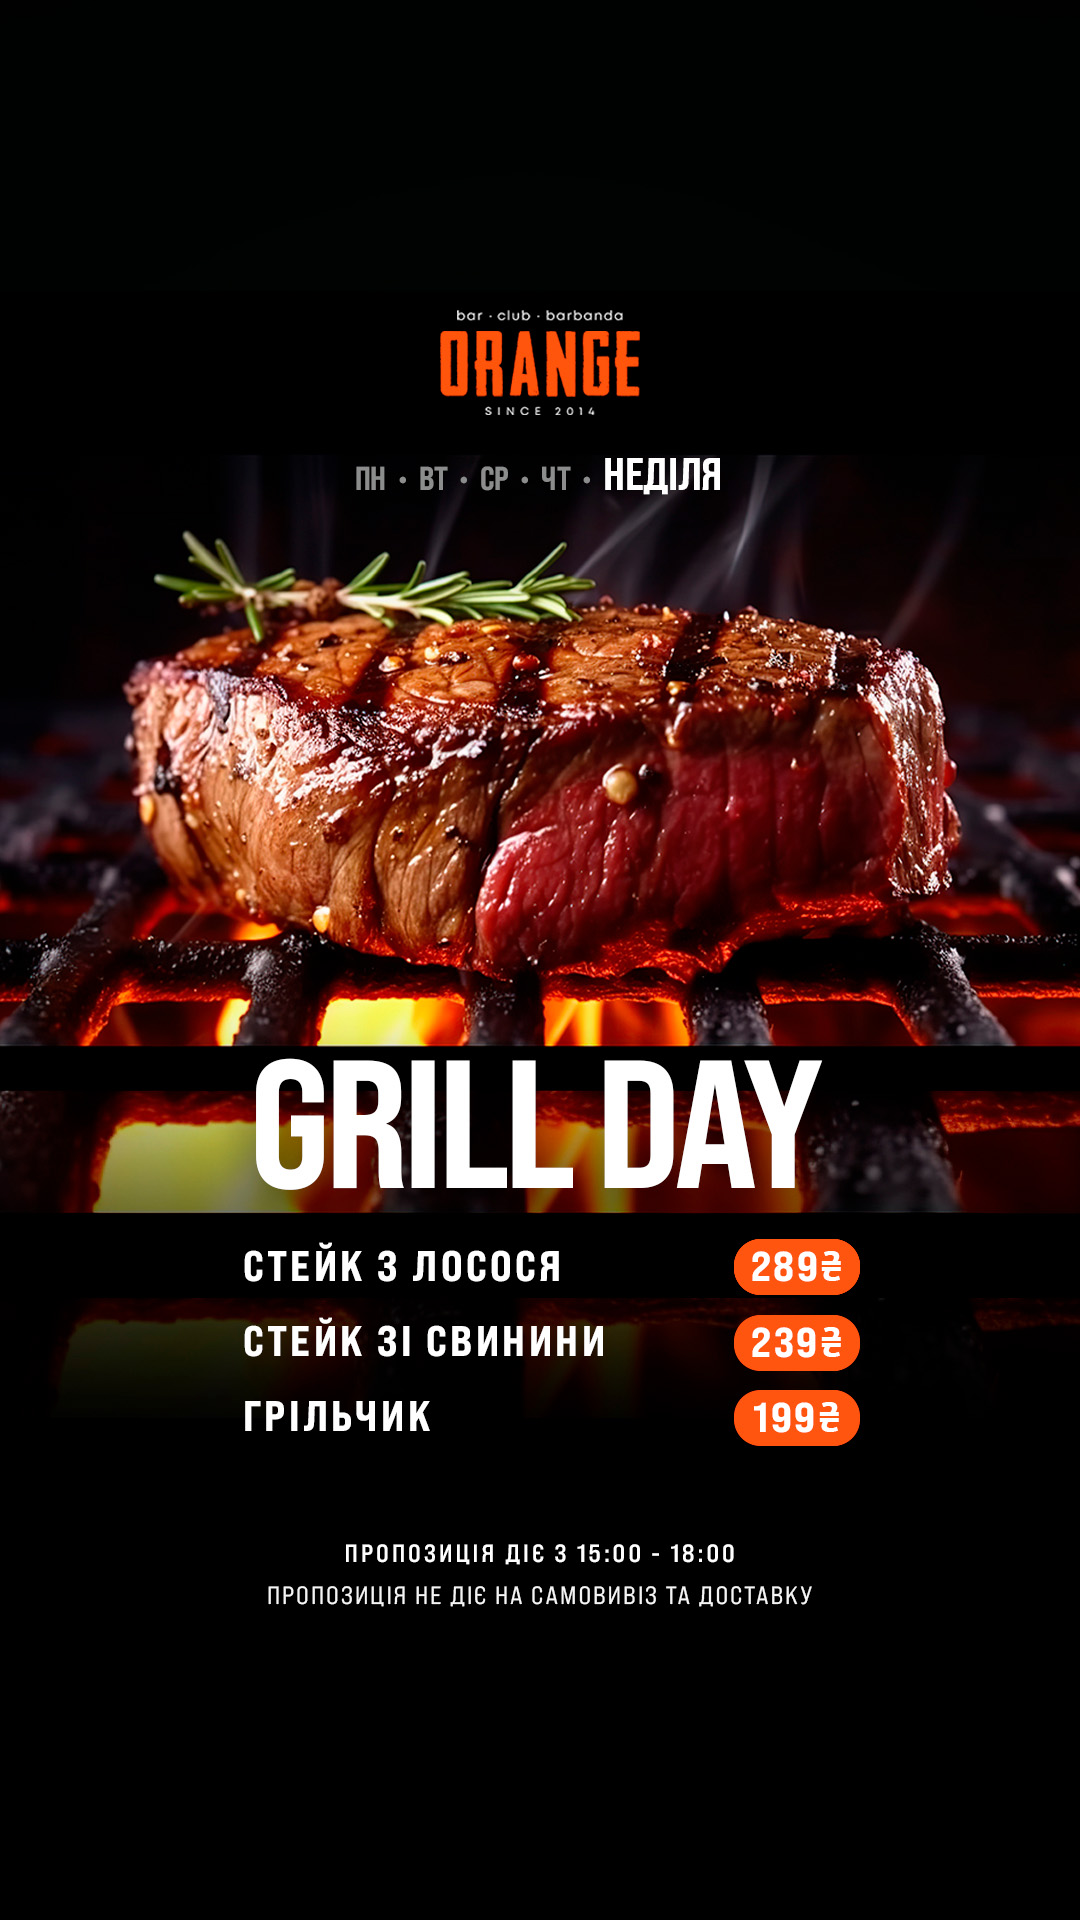 bar · club · barbanda
ORANGE
SINCE 2014
ПН • ВТ • СР • ЧТ • НЕДІЛЯ
GRILL DAY
СТЕЙК З ЛОСОСЯ 289₴
СТЕЙК ЗІ СВИНИНИ 239₴
ГРІЛЬЧИК 199₴
ПРОПОЗИЦІЯ ДІЄ З 15:00 - 18:00
ПРОПОЗИЦІЯ НЕ ДІЄ НА САМОВИВІЗ ТА ДОСТАВКУ